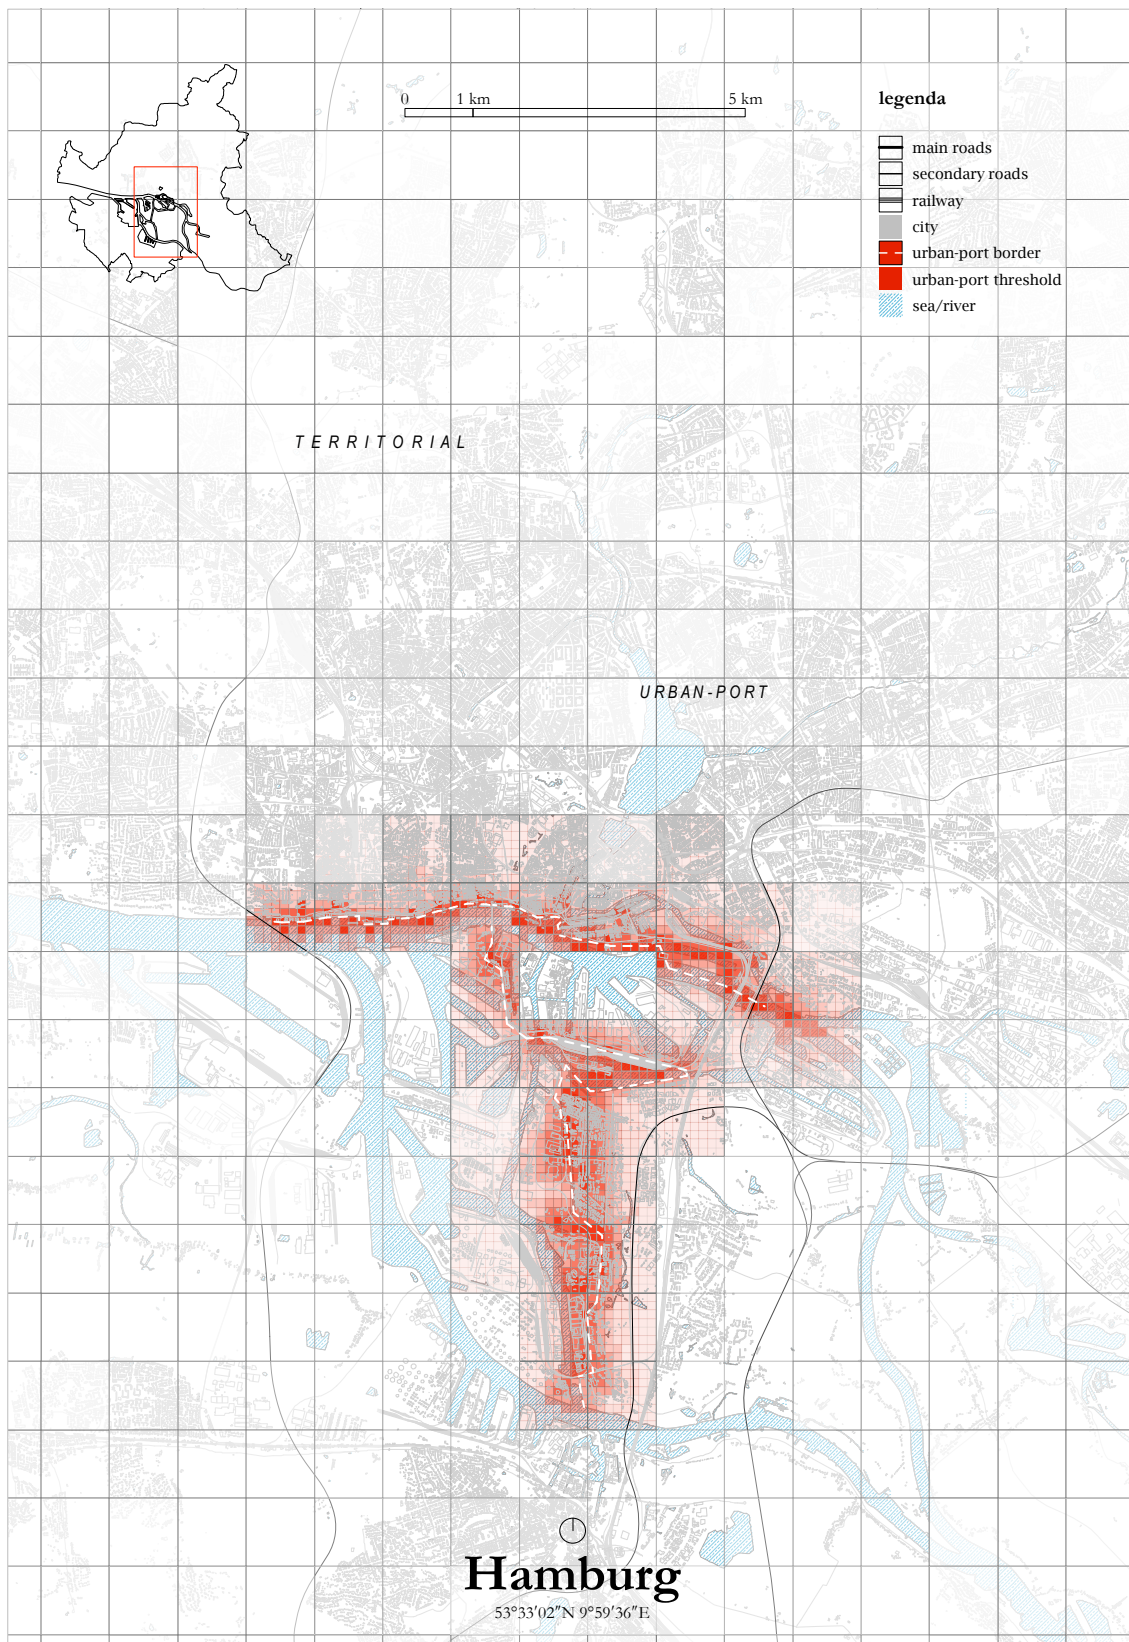 0 1 km 5 km
legenda
main roads
secondary roads
railway
city
urban-port border
urban-port threshold
sea/river
TERRITORIAL
URBAN-PORT
Hamburg
53°33'02"N 9°59'36"E